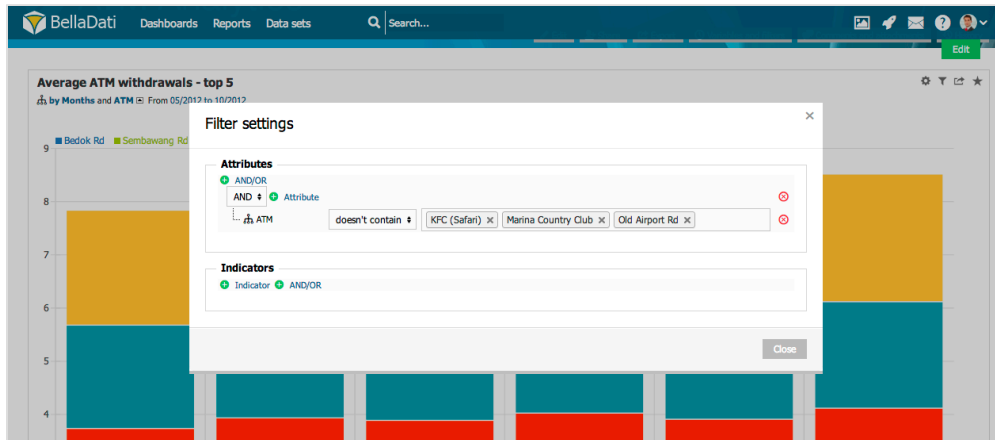 BellaDati Dashboards Reports Data sets Search...
Edit
Average ATM withdrawals - top 5
by Months and ATM From 05/2012 to 10/2012
Bedok Rd Sembawang Rd
9
8
7
6
5
4
Filter settings ×
Attributes
AND/OR
AND Attribute
ATM doesn't contain KFC (Safari) × Marina Country Club × Old Airport Rd ×
Indicators
Indicator AND/OR
Close